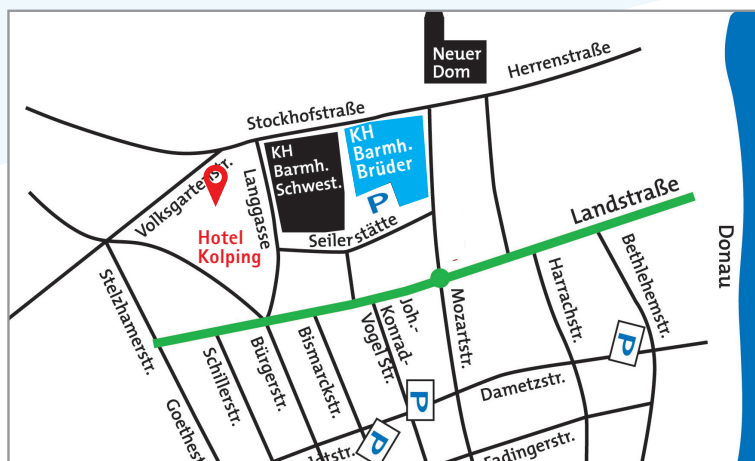 Neuer
Dom
Herrenstraße
Stockhofstraße
KH
Barmh.
Schwest.
KH
Barmh.
Brüder
P
Volksgartenstr.
Langgasse
Hotel
Kolping
Seilerstätte
Landstraße
Donau
Stelzhamerstr.
Schillerstr.
Bürgerstr.
Bismarckstr.
Joh.-
Konrad-
Vogel Str.
Mozartstr.
Harrachstr.
Bethlehemstr.
P
P
P
Dametzstr.
Fadingerstr.